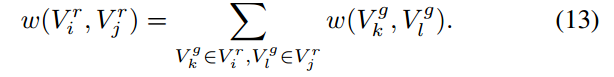 w(V_i^r, V_j^r) = \sum_{V_k^g \in V_i^r, V_l^g \in V_j^r} w(V_k^g, V_l^g). (13)